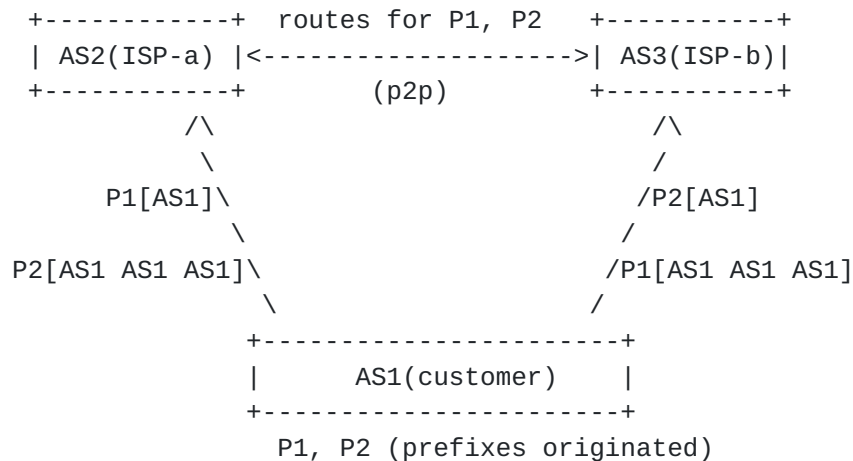 +------------+  routes for P1, P2   +-----------+
| AS2(ISP-a) |<--------------------->| AS3(ISP-b)|
+------------+        (p2p)         +-----------+
/\                          /\
\                          /
P1[AS1]\                        /P2[AS1]
\                      /
P2[AS1 AS1 AS1]\                    /P1[AS1 AS1 AS1]
\                  /
+-----------------------+
|      AS1(customer)    |
+-----------------------+
P1, P2 (prefixes originated)